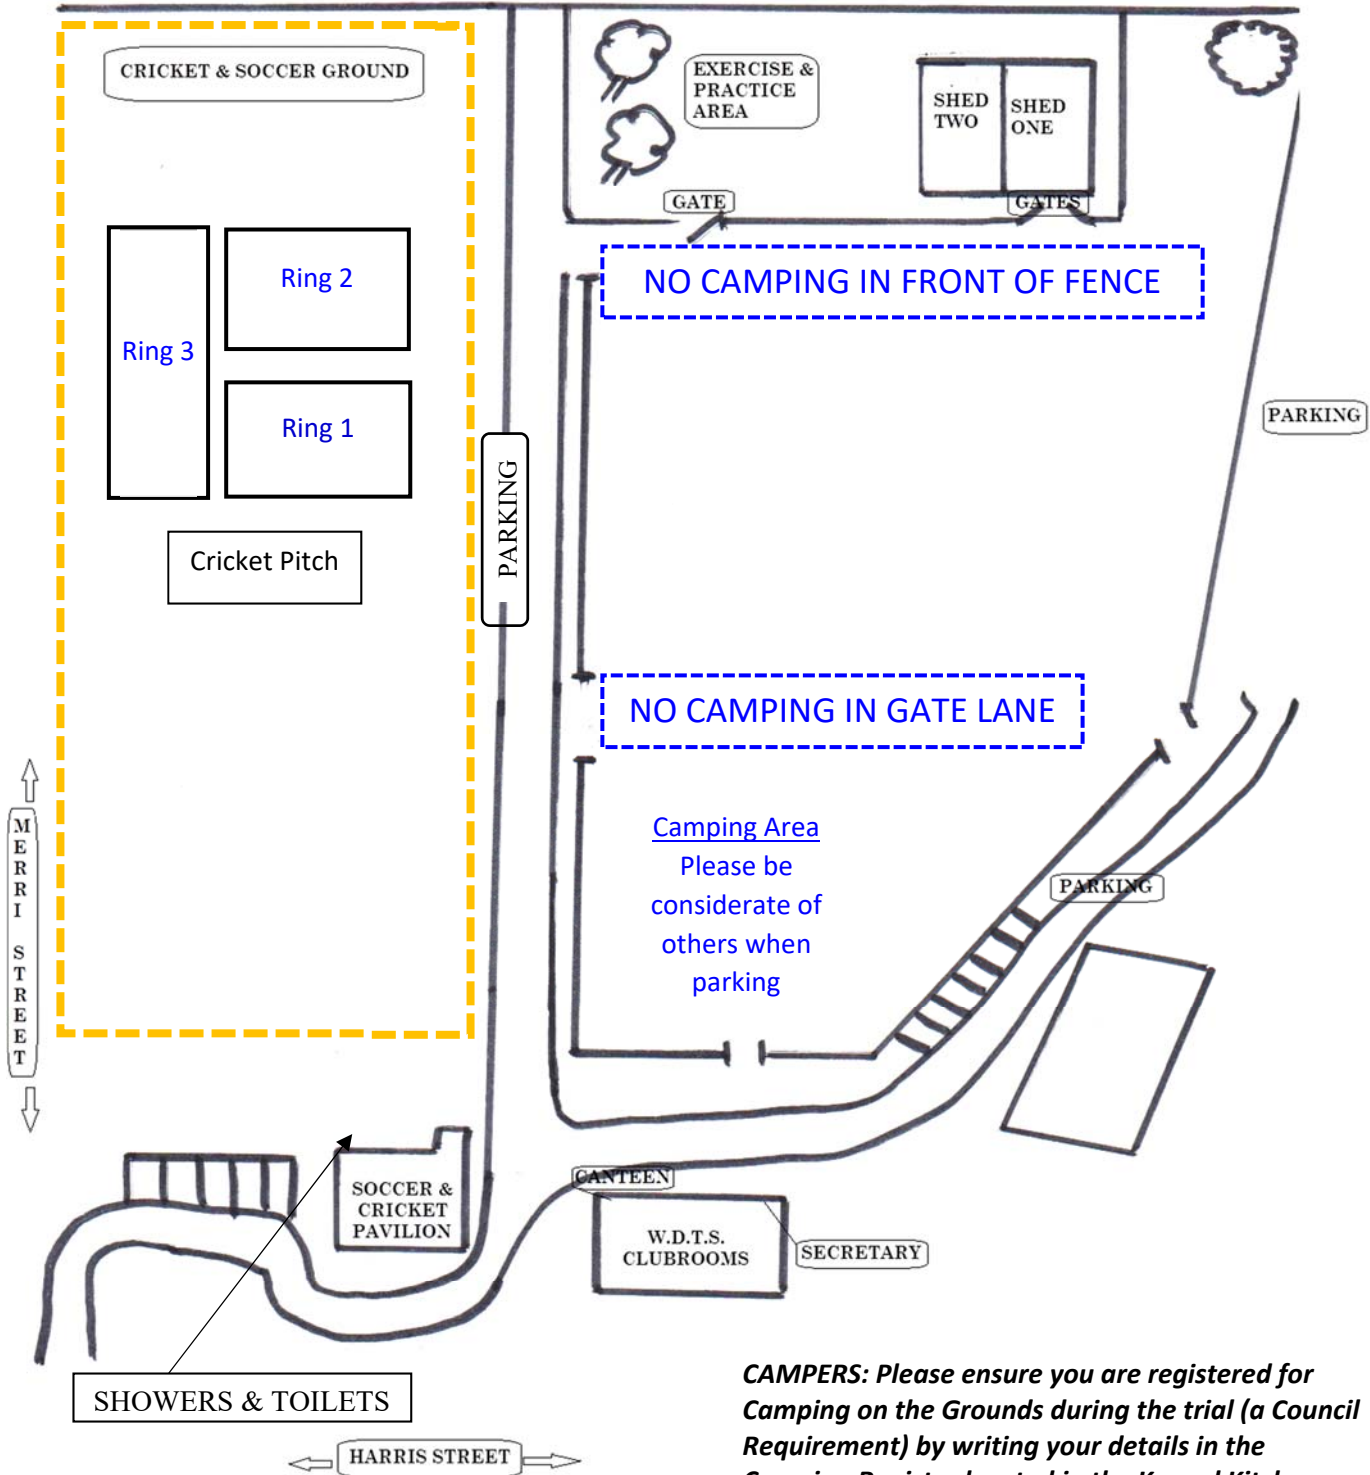 CRICKET & SOCCER GROUND
EXERCISE &
PRACTICE
AREA
SHED
TWO
SHED
ONE
GATE
GATES
NO CAMPING IN FRONT OF FENCE
Ring 2
Ring 3
Ring 1
PARKING
PARKING
Cricket Pitch
NO CAMPING IN GATE LANE
MERRI STREET
Camping Area
Please be
considerate of
others when
parking
PARKING
SOCCER &
CRICKET
PAVILION
CANTEEN
W.D.T.S.
CLUBROOMS
SECRETARY
SHOWERS & TOILETS
HARRIS STREET
CAMPERS: Please ensure you are registered for
Camping on the Grounds during the trial (a Council
Requirement) by writing your details in the